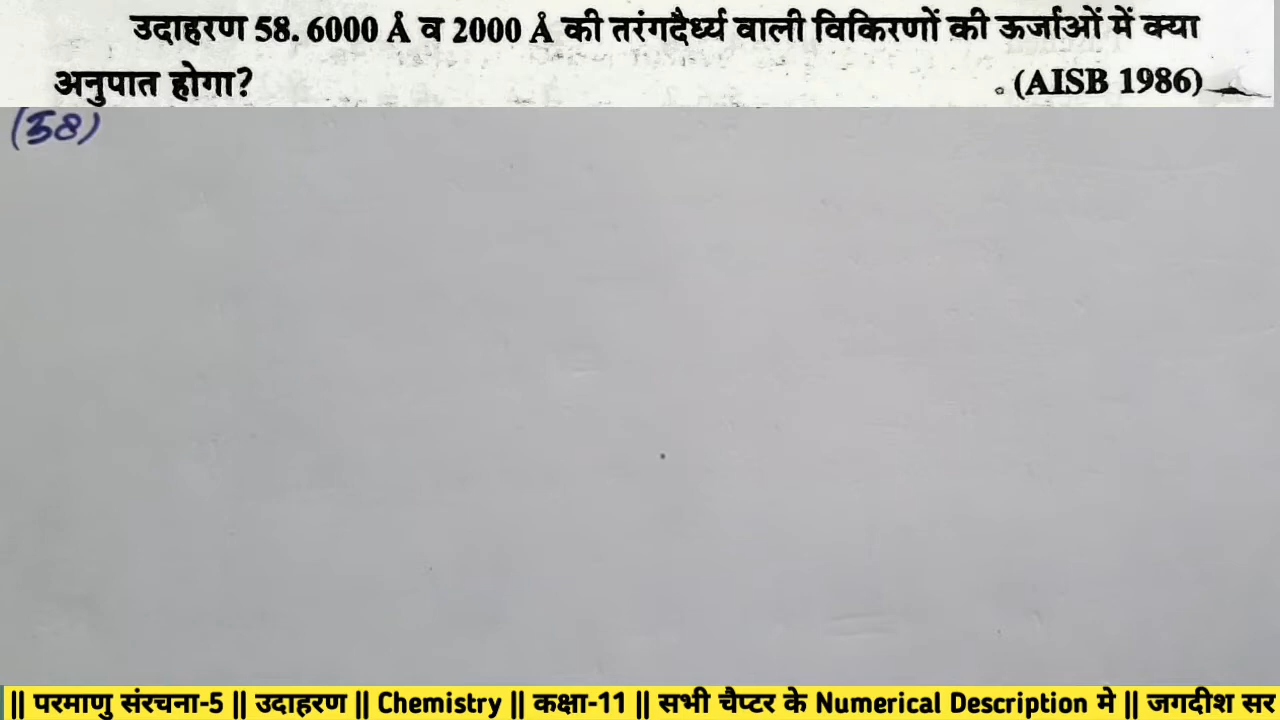 उदाहरण 58. 6000 Å व 2000 Å की तरंगदैर्ध्य वाली विकिरणों की ऊर्जाओं में क्या
अनुपात होगा? (AISB 1986)
(58)
|| परमाणु संरचना-5 || उदाहरण || Chemistry || कक्षा-11 || सभी चैप्टर के Numerical Description मे || जगदीश सर